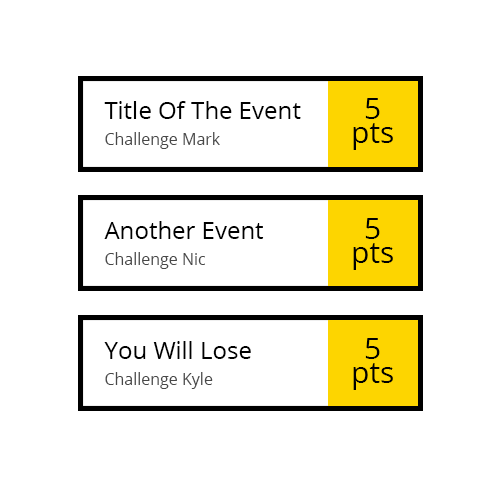 Title Of The Event
Challenge Mark
5
pts
Another Event
Challenge Nic
5
pts
You Will Lose
Challenge Kyle
5
pts